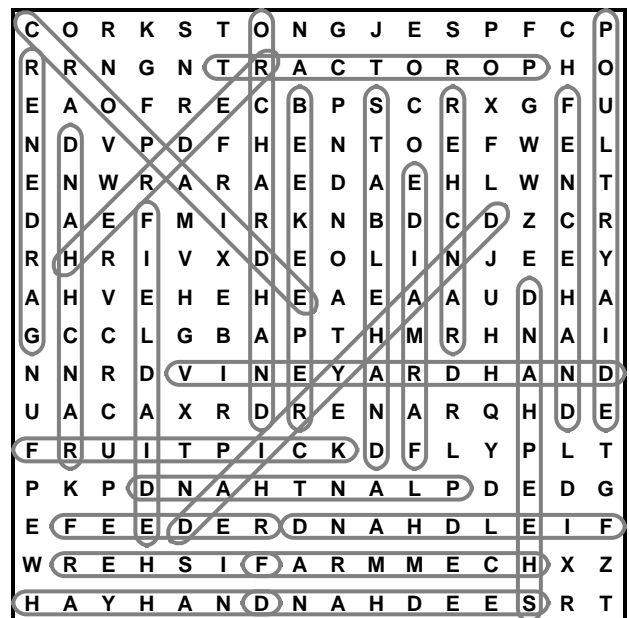 C O R K S T O N G J E S P F C P
R R N G N T R A C T O R O P H O
E A O F R E C B P S C R X G F U
N D V P D F H E N T O E F W E L
E N W R A R A E D A E H L W N T
D A E F M I R K N B D C D Z C R
R H R I V X D E O L I N J E E Y
A H V E H E H E A E A A U D H A
G C C L G B A P T H M R H N A I
N N R D V I N E Y A R D H A N D
U A C A X R D R E N A R Q H D E
F R U I T P I C K D F L Y P L T
P K P D N A H T N A L P D E D G
E F E E D E R D N A H D L E I F
W R E H S I F A R M M E C H X Z
H A Y H A N D N A H D E E S R T